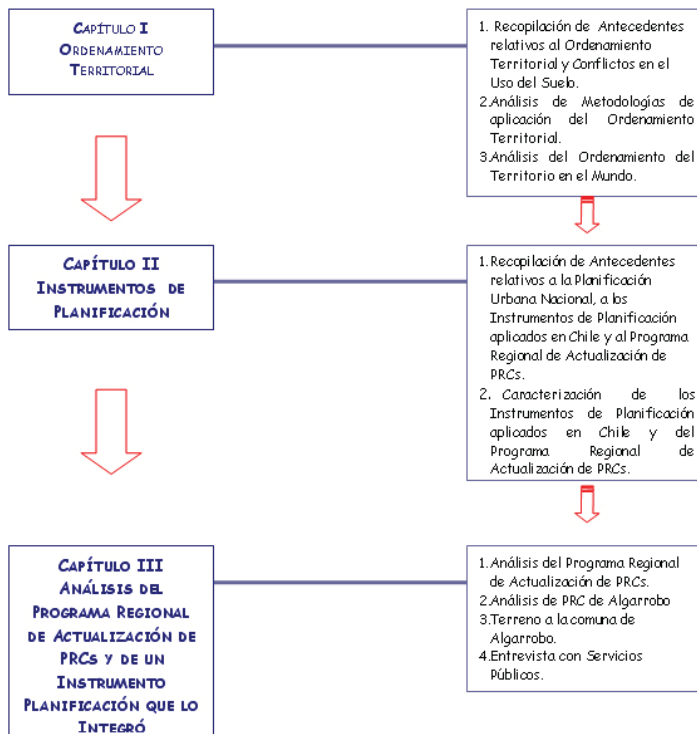 CAPÍTULO I
ORDENAMIENTO
TERRITORIAL
1. Recopilación de Antecedentes
relativos al Ordenamiento
Territorial y Conflictos en el
Uso del Suelo.
2.Análisis de Metodologías de
aplicación del Ordenamiento
Territorial.
3.Análisis del Ordenamiento del
Territorio en el Mundo.
CAPÍTULO II
INSTRUMENTOS DE
PLANIFICACIÓN
1.Recopilación de Antecedentes
relativos a la Planificación
Urbana Nacional, a los
Instrumentos de Planificación
aplicados en Chile y al Programa
Regional de Actualización de
PRCs.
2. Caracterización de los
Instrumentos de Planificación
aplicados en Chile y del
Programa Regional de
Actualización de PRCs.
CAPÍTULO III
ANÁLISIS DEL
PROGRAMA REGIONAL
DE ACTUALIZACIÓN DE
PRCS Y DE UN
INSTRUMENTO
PLANIFICACIÓN QUE LO
INTEGRÓ
1.Análisis del Programa Regional
de Actualización de PRCs.
2.Análisis de PRC de Algarrobo
3.Terreno a la comuna de
Algarrobo.
4.Entrevista con Servicios
Públicos.